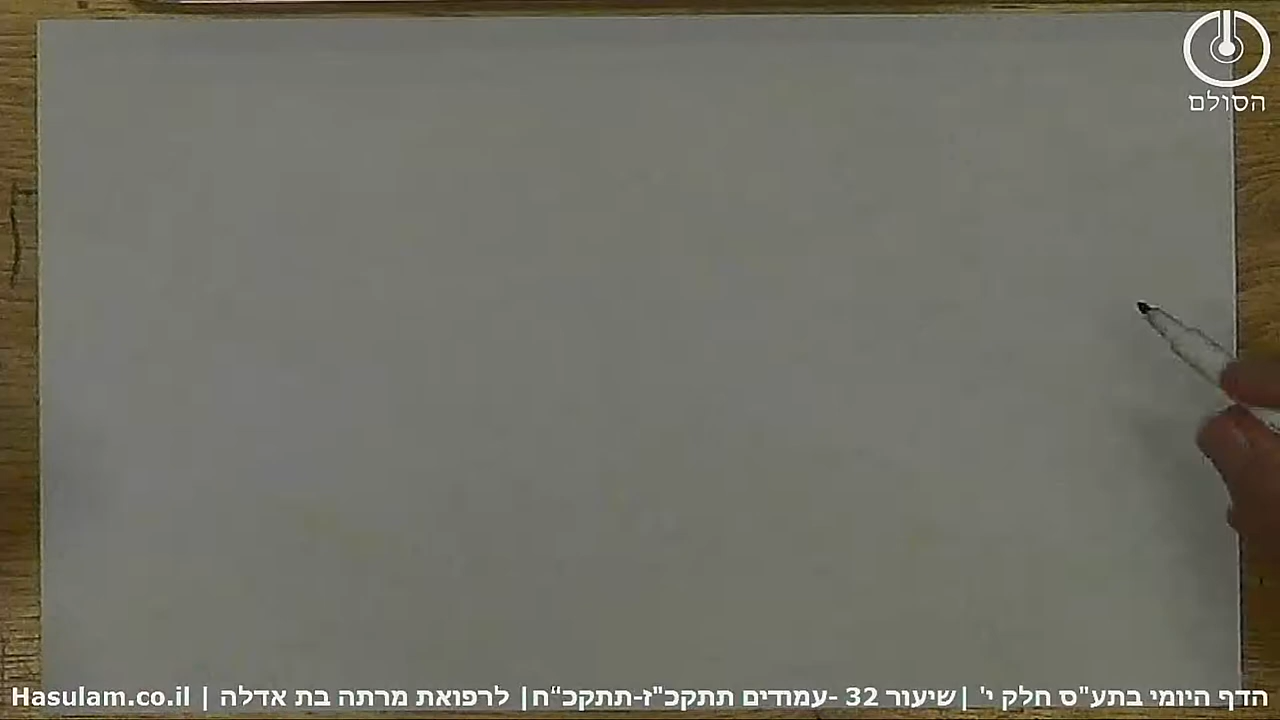 הסולם
הדף היומי בתע"ס חלק י' |שיעור 32 -עמודים תתקכ"ז-תתקכ"ח| לרפואת מרתה בת אדלה | Hasulam.co.il